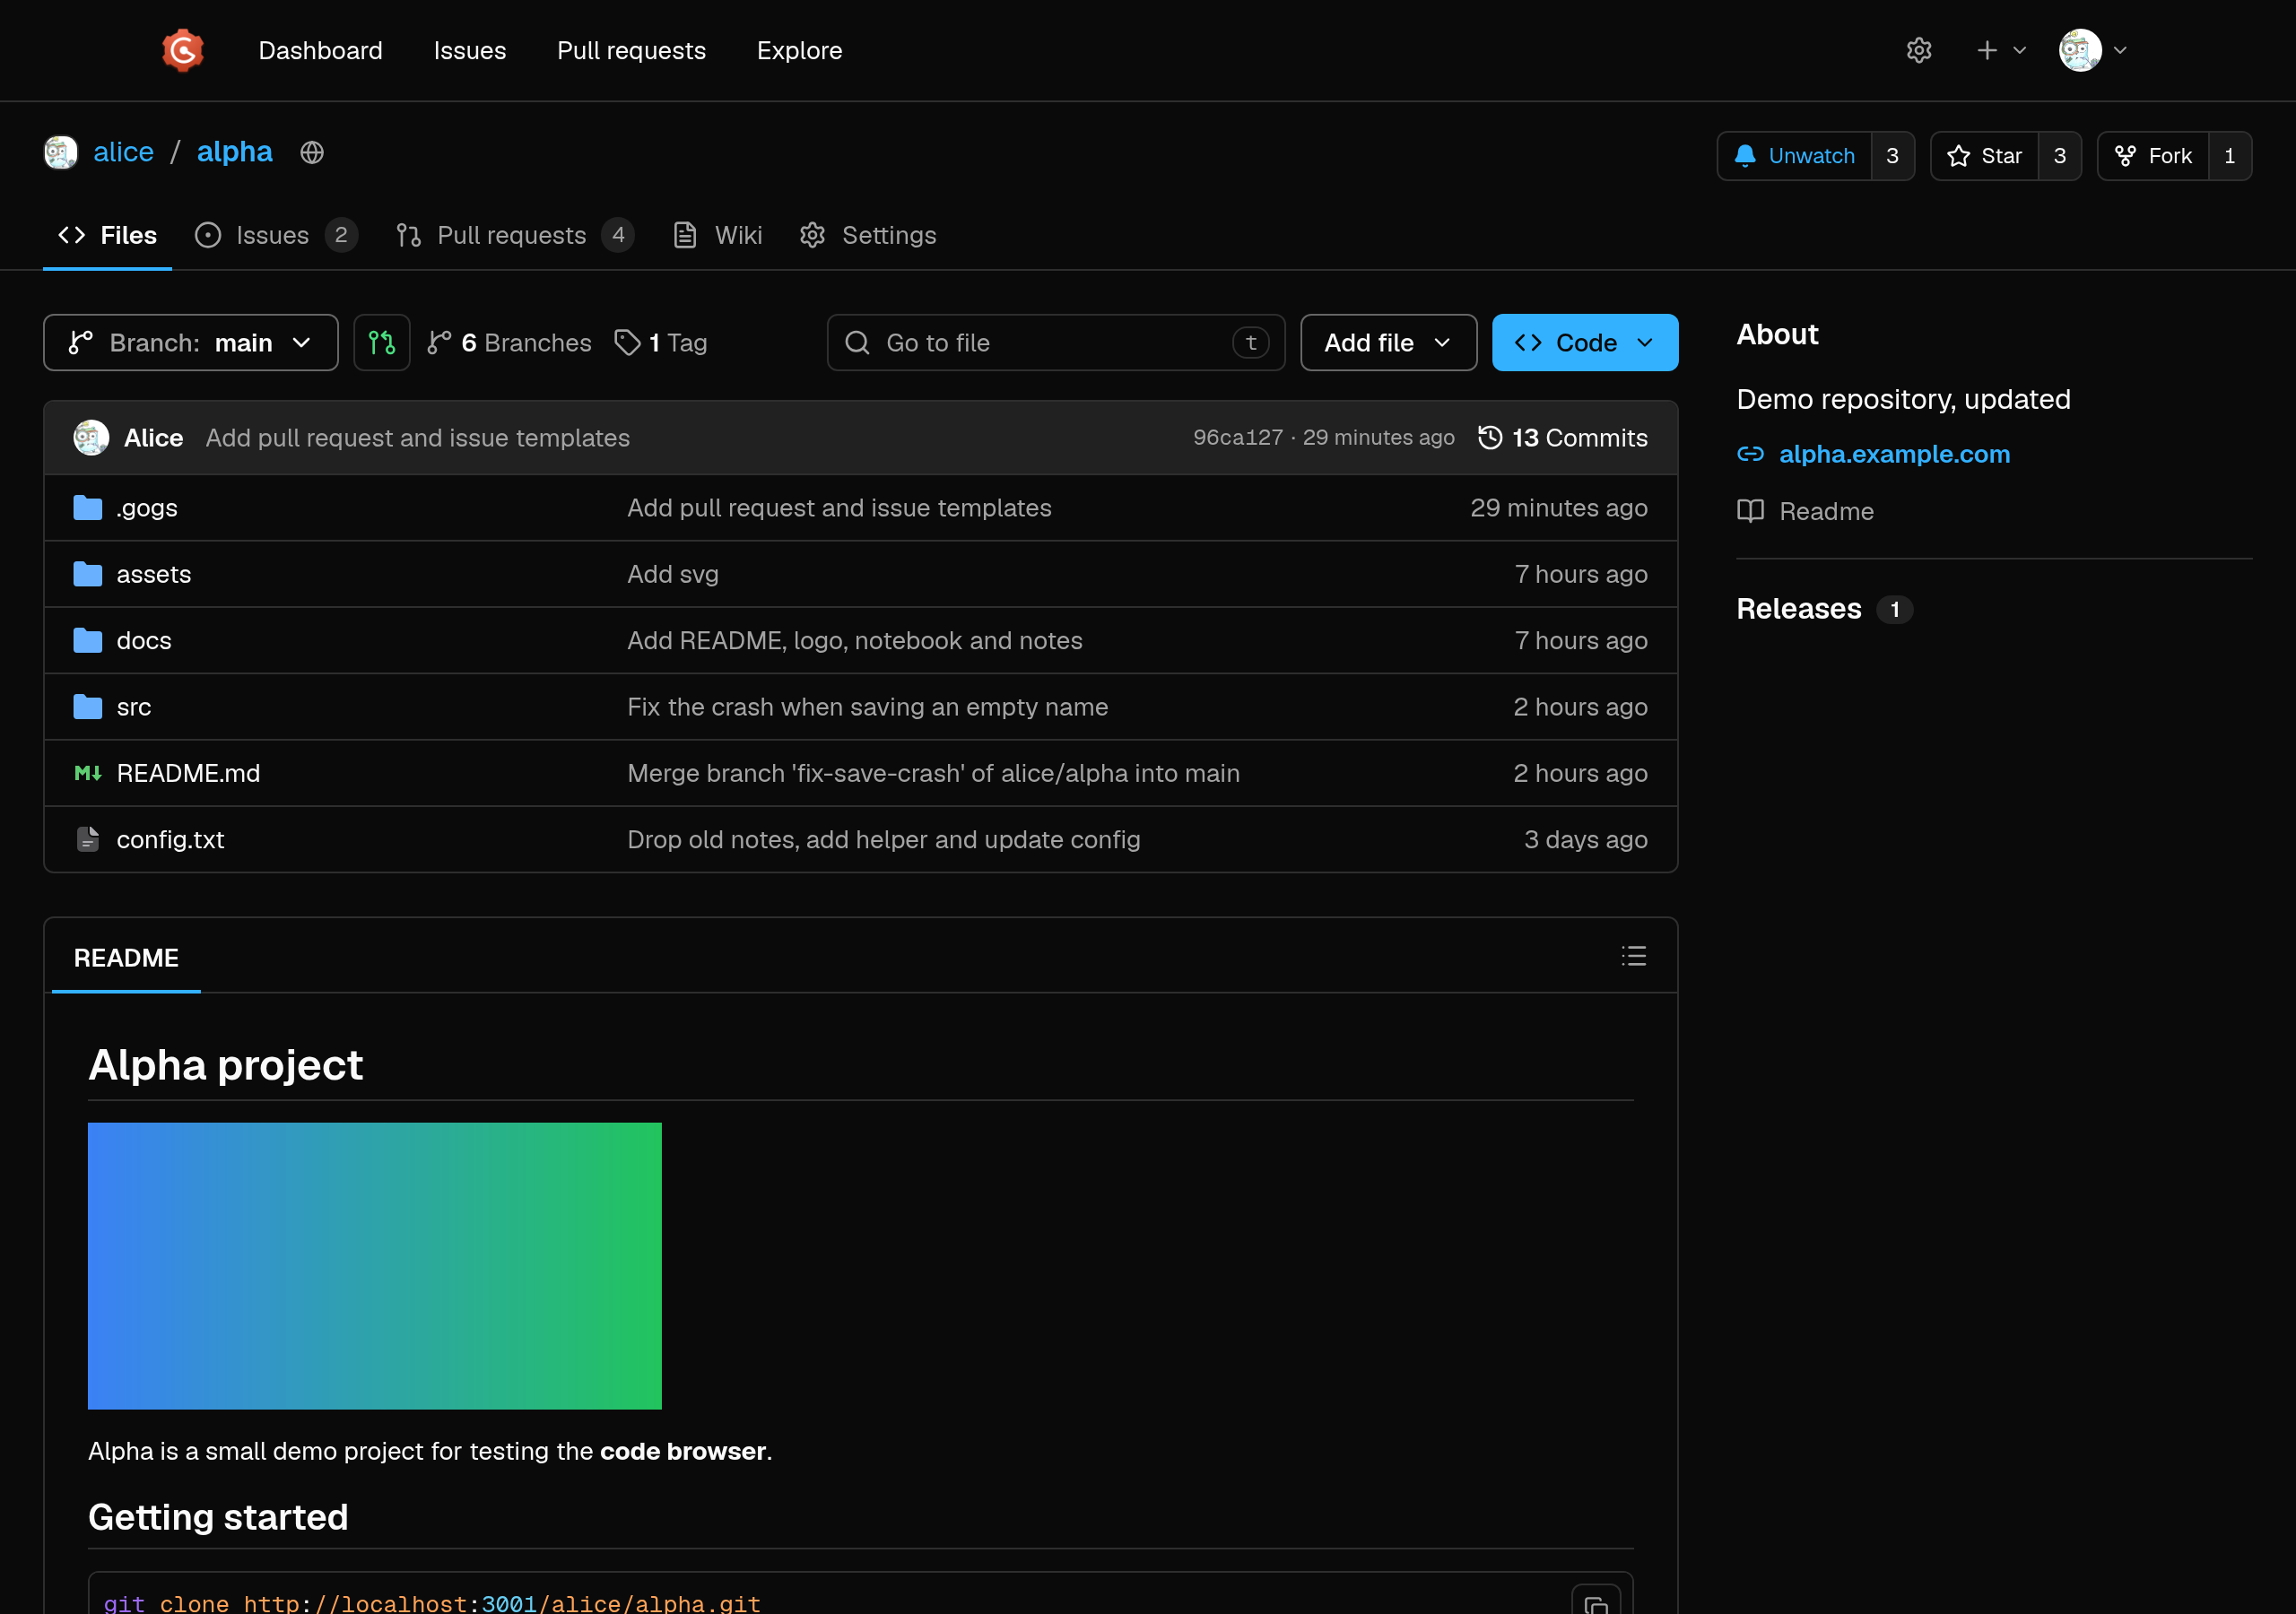 Dashboard Issues Pull requests Explore
alice / alpha
Unwatch 3 Star 3 Fork 1
Files Issues 2 Pull requests 4 Wiki Settings
Branch: main 6 Branches 1 Tag Go to file t Add file Code
Alice Add pull request and issue templates 96ca127 · 29 minutes ago 13 Commits
.gogs Add pull request and issue templates 29 minutes ago
assets Add svg 7 hours ago
docs Add README, logo, notebook and notes 7 hours ago
src Fix the crash when saving an empty name 2 hours ago
README.md Merge branch 'fix-save-crash' of alice/alpha into main 2 hours ago
config.txt Drop old notes, add helper and update config 3 days ago
About
Demo repository, updated
alpha.example.com
Readme
Releases 1
README
Alpha project
Alpha is a small demo project for testing the code browser.
Getting started
git clone http://localhost:3001/alice/alpha.git